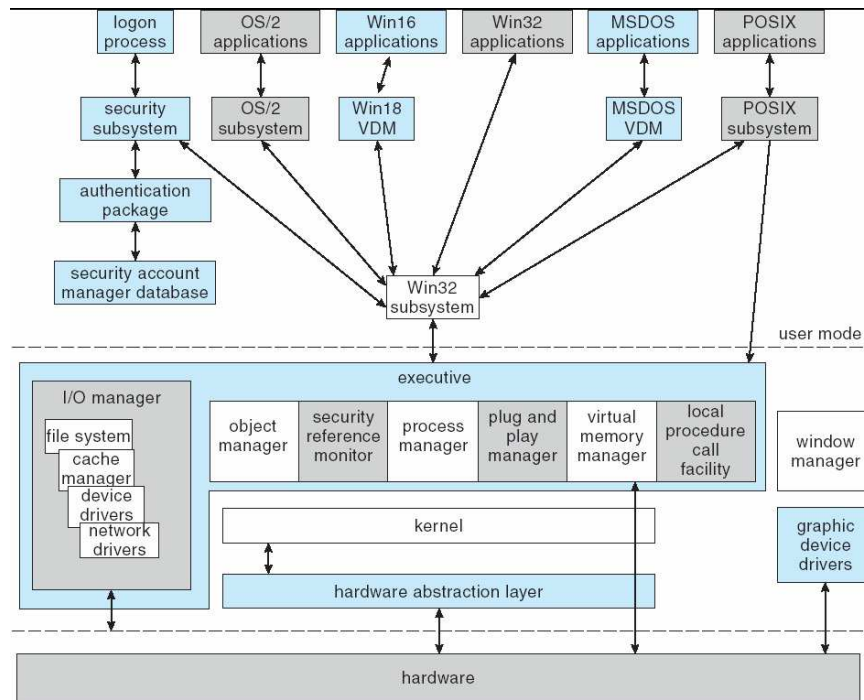 logon
process
OS/2
applications
Win16
applications
Win32
applications
MSDOS
applications
POSIX
applications
security
subsystem
OS/2
subsystem
Win18
VDM
MSDOS
VDM
POSIX
subsystem
authentication
package
security account
manager database
Win32
subsystem
user mode
executive
I/O manager
file system
cache
manager
device
drivers
network
drivers
object
manager
security
reference
monitor
process
manager
plug and
play
manager
virtual
memory
manager
local
procedure
call
facility
window
manager
kernel
graphic
device
drivers
hardware abstraction layer
hardware